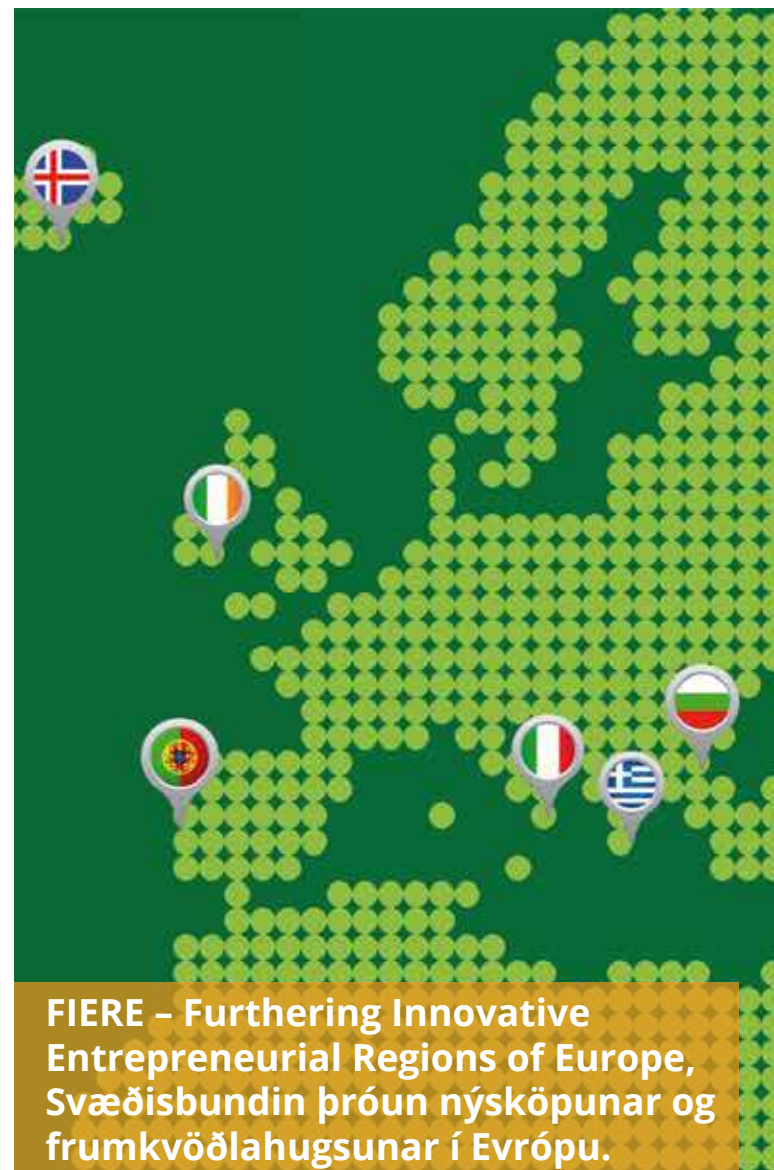 FIERE – Furthering Innovative
Entrepreneurial Regions of Europe,
Svæðisbundin þróun nýsköpunar og
frumkvöðlahugsunar í Evrópu.